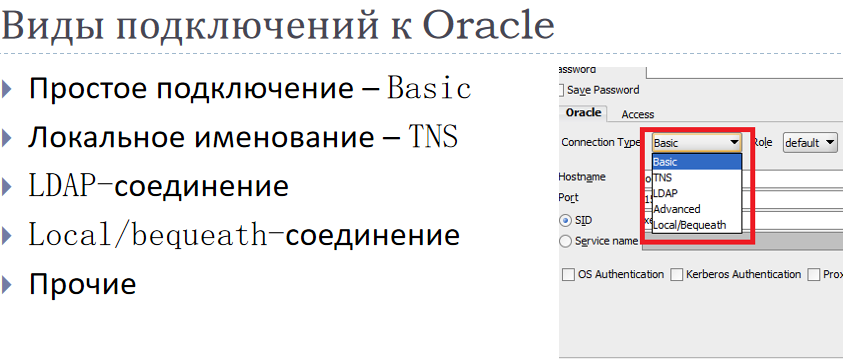 Виды подключений к Oracle
Простое подключение – Basic
Локальное именование – TNS
LDAP-соединение
Local/bequeath-соединение
Прочие
Save Password
Oracle Access
Connection Type Basic Role default
Basic
TNS
Hostname
LDAP
Port
Advanced
SID
Local/Bequeath
Service name
OS Authentication Kerberos Authentication